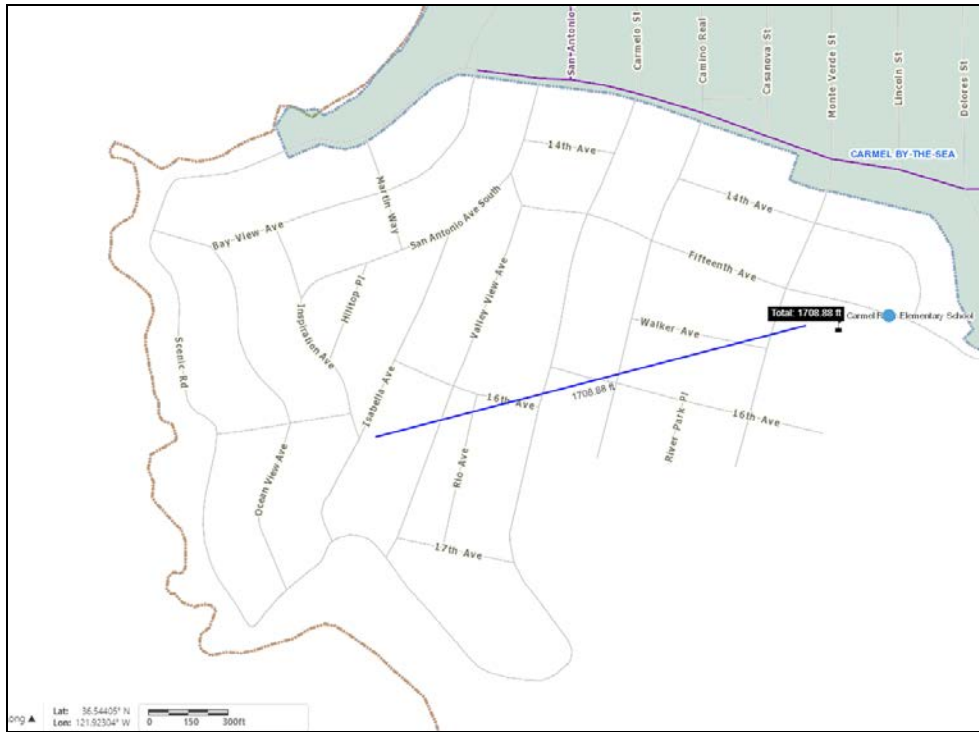 San-Antonio
Carmelo St
Camino Real
Casanova St
Monte-Verde St
Lincoln St
Dolores St
CARMEL BY-THE-SEA
14th Ave
Martin Way
San Antonio Ave South
14th Ave
Bay View Ave
Hilltop Pl
Valley View Ave
Fifteenth Ave
Inspiration Ave
Total: 1708.88 ft
Carmel
Elementary School
Walker Ave
Scenic Rd
Isabella Ave
1708.88 ft
16th Ave
16th Ave
River Park Pl
Rio Ave
Ocean View Ave
17th Ave
ong ▲
Lat: 36.54405° N
Lon: 121.92304° W
0 150 300ft